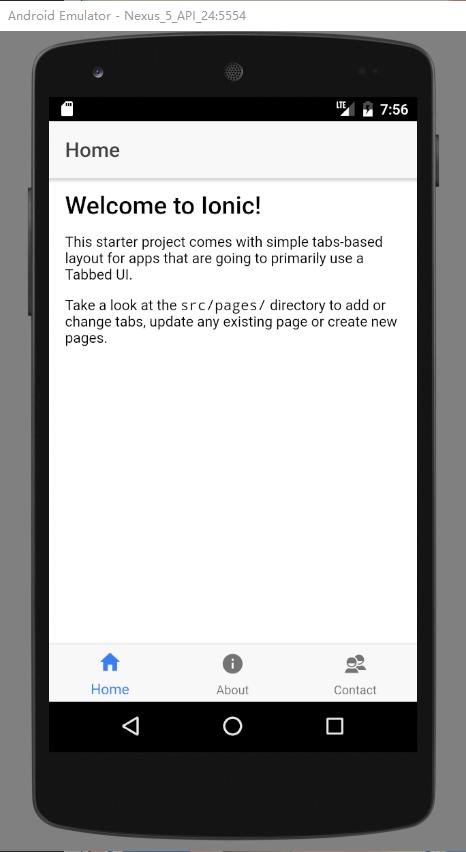 Android Emulator - Nexus_5_API_24:5554
LTE 7:56
Home
Welcome to Ionic!
This starter project comes with simple tabs-based
layout for apps that are going to primarily use a
Tabbed UI.
Take a look at the src/pages/ directory to add or
change tabs, update any existing page or create new
pages.
Home About Contact